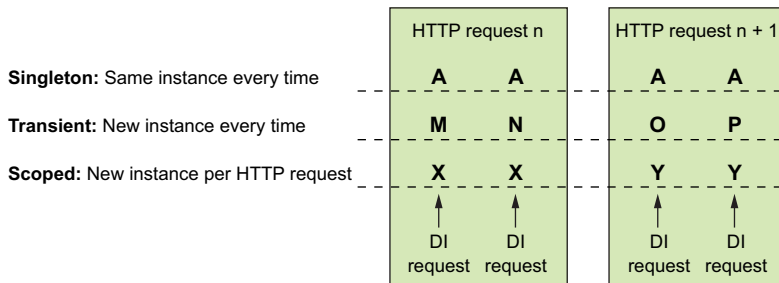 HTTP request n HTTP request n + 1
Singleton: Same instance every time A A A A
Transient: New instance every time M N O P
Scoped: New instance per HTTP request X X Y Y
DI DI DI DI
request request request request